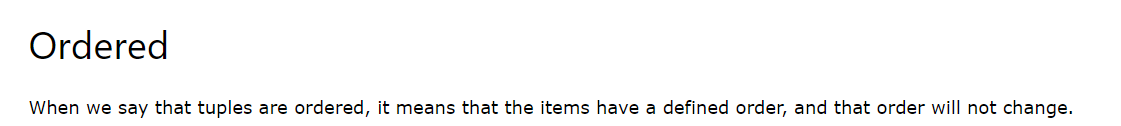 Ordered
When we say that tuples are ordered, it means that the items have a defined order, and that order will not change.